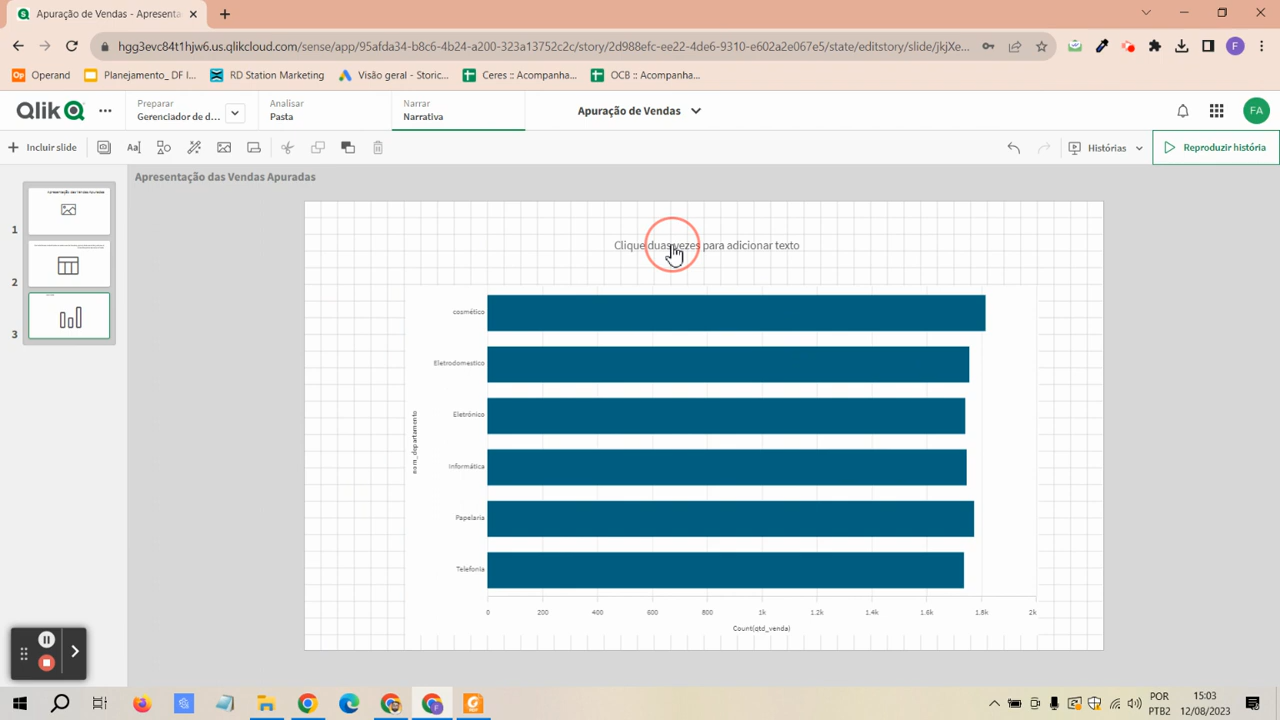 Apuração de Vendas - Apresenta
hgg3evc84t1hjw6.us.qlikcloud.com/sense/app/95afda34-b8c6-4b24-a200-323a13752c2c/story/2d988efc-ee22-4de6-9310-e602a2e067e5/state/editstory/slide/jkjXe...
F
Operand
Planejamento_ DF I...
RD Station Marketing
Visão geral - Storic...
Ceres :: Acompanha...
OCB :: Acompanha...
Qlik
Preparar
Gerenciador de d...
Analisar
Pasta
Narrar
Narrativa
Apuração de Vendas
FA
Incluir slide
Aa
Histórias
Reproduzir história
Apresentação das Vendas Apuradas
1
2
3
Clique duas vezes para adicionar texto
cosmético
Eletrodomestico
Eletrónico
Informática
Papelaria
Telefonia
nom_departamento
0 200 400 600 800 1k 1.2k 1.4k 1.6k 1.8k 2k
Count(qtd_venda)
POR
PTB2
15:03
12/08/2023